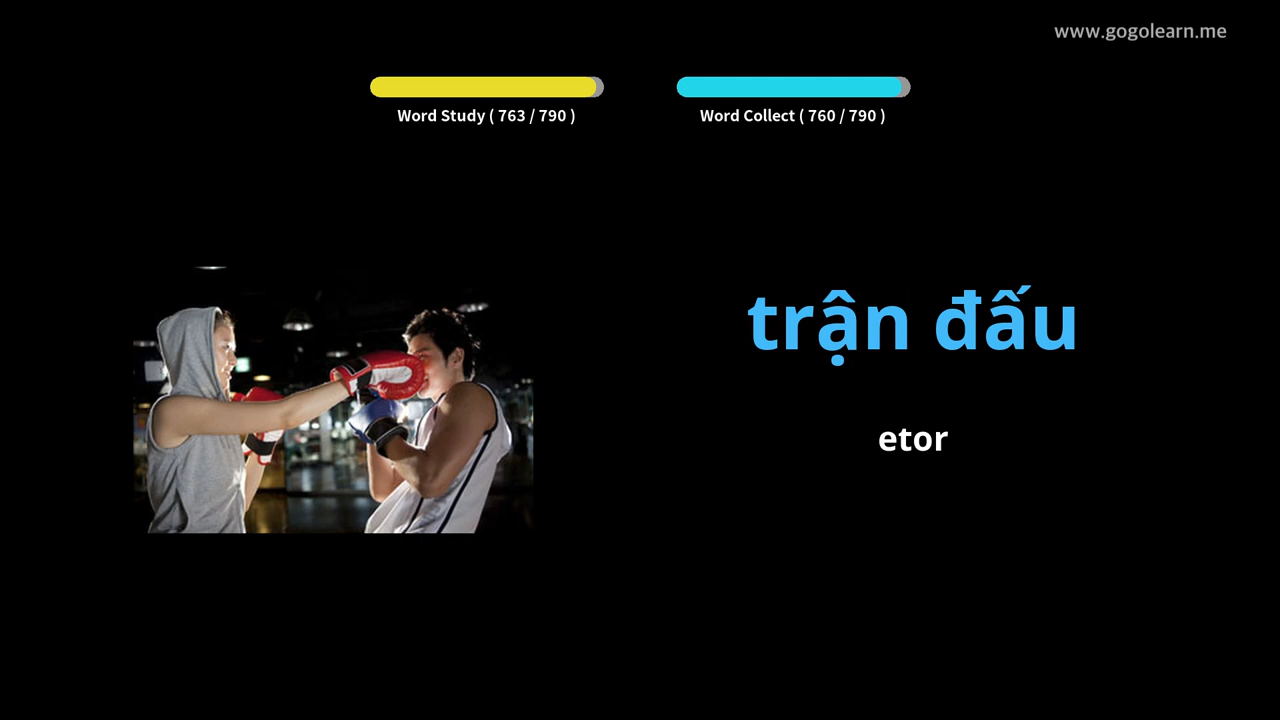 www.gogolearn.me
Word Study ( 763 / 790 )
Word Collect ( 760 / 790 )
trận đấu
etor